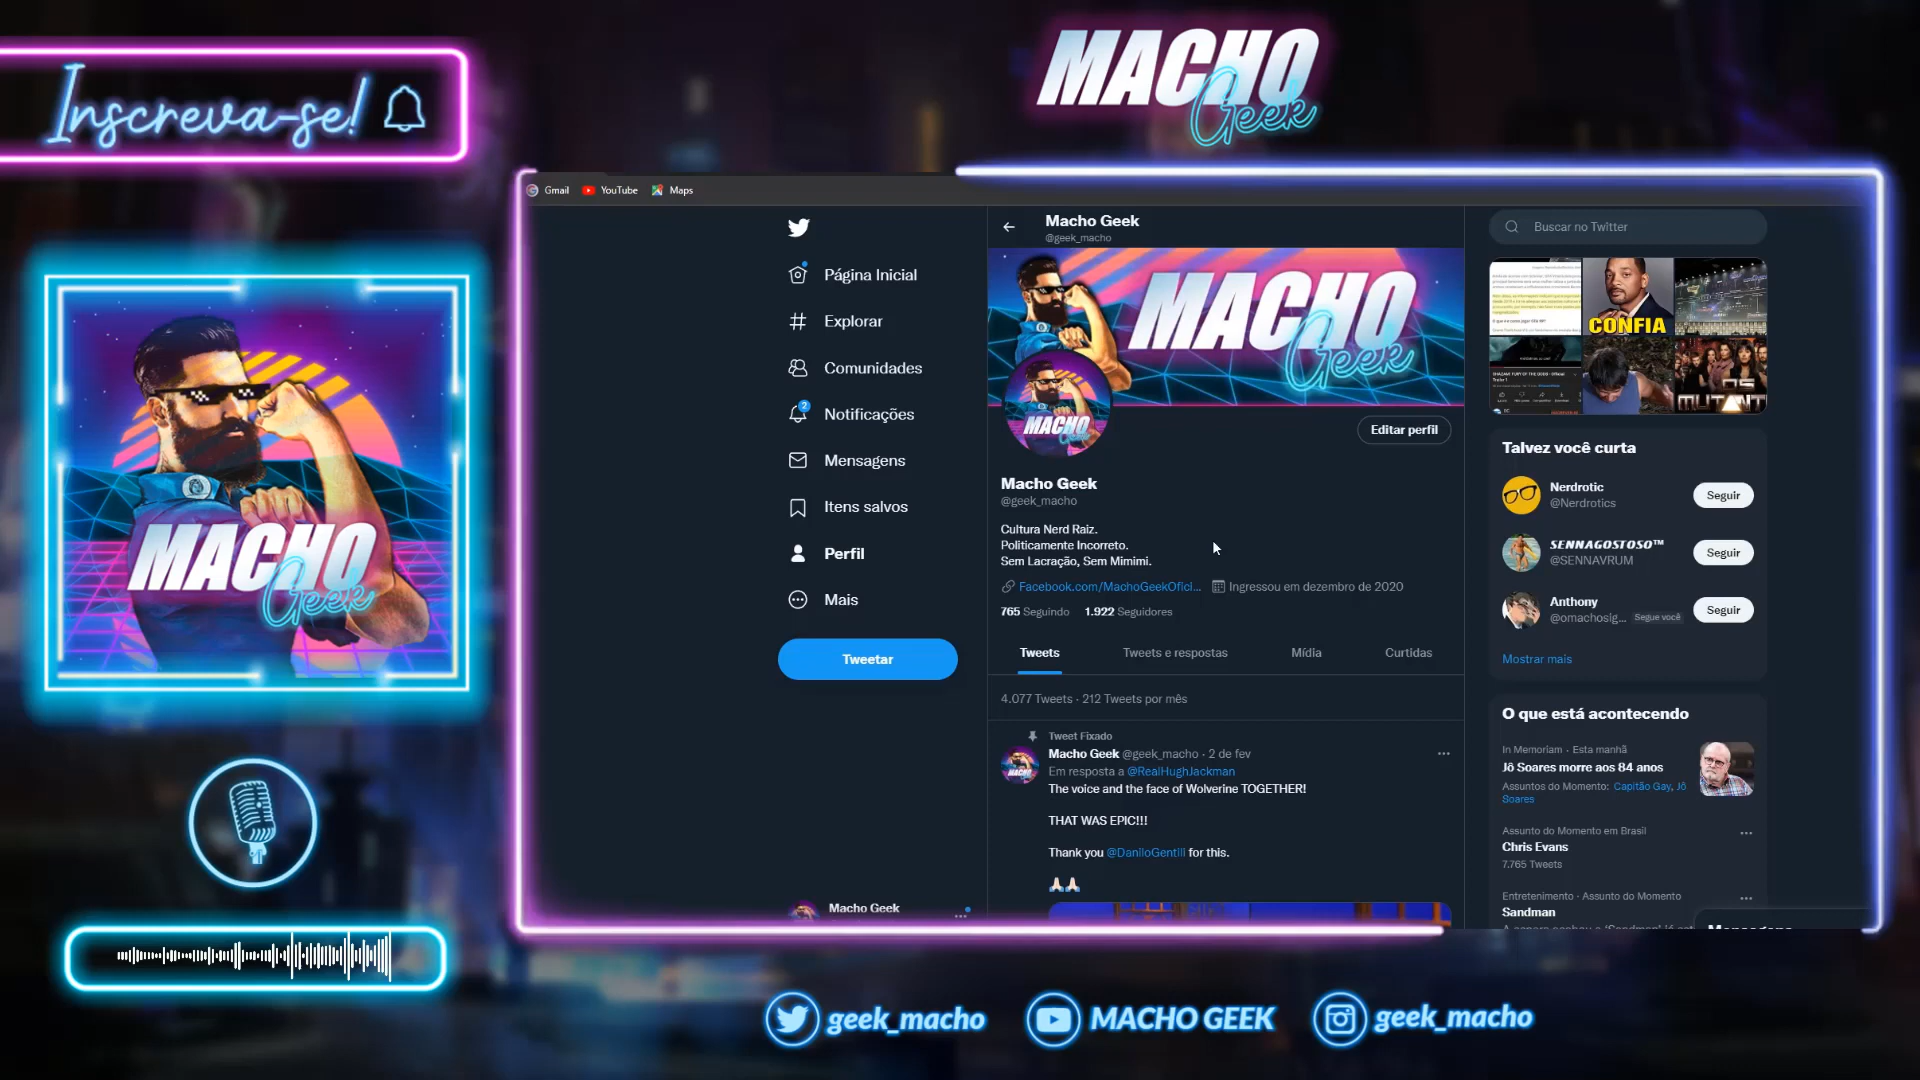 Inscreva-se!
MACHO
Geek
Gmail
YouTube
Maps
Macho Geek
@geek_macho
Buscar no Twitter
Página Inicial
Explorar
Comunidades
2
Notificações
Mensagens
Itens salvos
Perfil
Mais
Tweetar
Macho Geek
MACHO
Geek
MACHO
Geek
MACHO
Editar perfil
Macho Geek
@geek_macho
Cultura Nerd Raiz.
Politicamente Incorreto.
Sem Lacração, Sem Mimimi.
Facebook.com/MachoGeekOfici...
Ingressou em dezembro de 2020
765 Seguindo 1.922 Seguidores
Tweets
Tweets e respostas
Mídia
Curtidas
4.077 Tweets · 212 Tweets por mês
Tweet Fixado
Macho Geek @geek_macho · 2 de fev
Em resposta a @RealHughJackman
The voice and the face of Wolverine TOGETHER!
THAT WAS EPIC!!!
Thank you @DaniloGentili for this.
CONFIA
OS
MUTANT
Talvez você curta
Nerdrotic
@Nerdrotics
Seguir
SENNAGOSTOSO™
@SENNAVRUM
Seguir
Anthony
@omachosig... Segue você
Seguir
Mostrar mais
O que está acontecendo
In Memoriam · Esta manhã
Jô Soares morre aos 84 anos
Assuntos do Momento: Capitão Gay, Jô
Soares
Assunto do Momento em Brasil
Chris Evans
7.765 Tweets
Entretenimento · Assunto do Momento
Sandman
Mensagens
geek_macho
MACHO GEEK
geek_macho